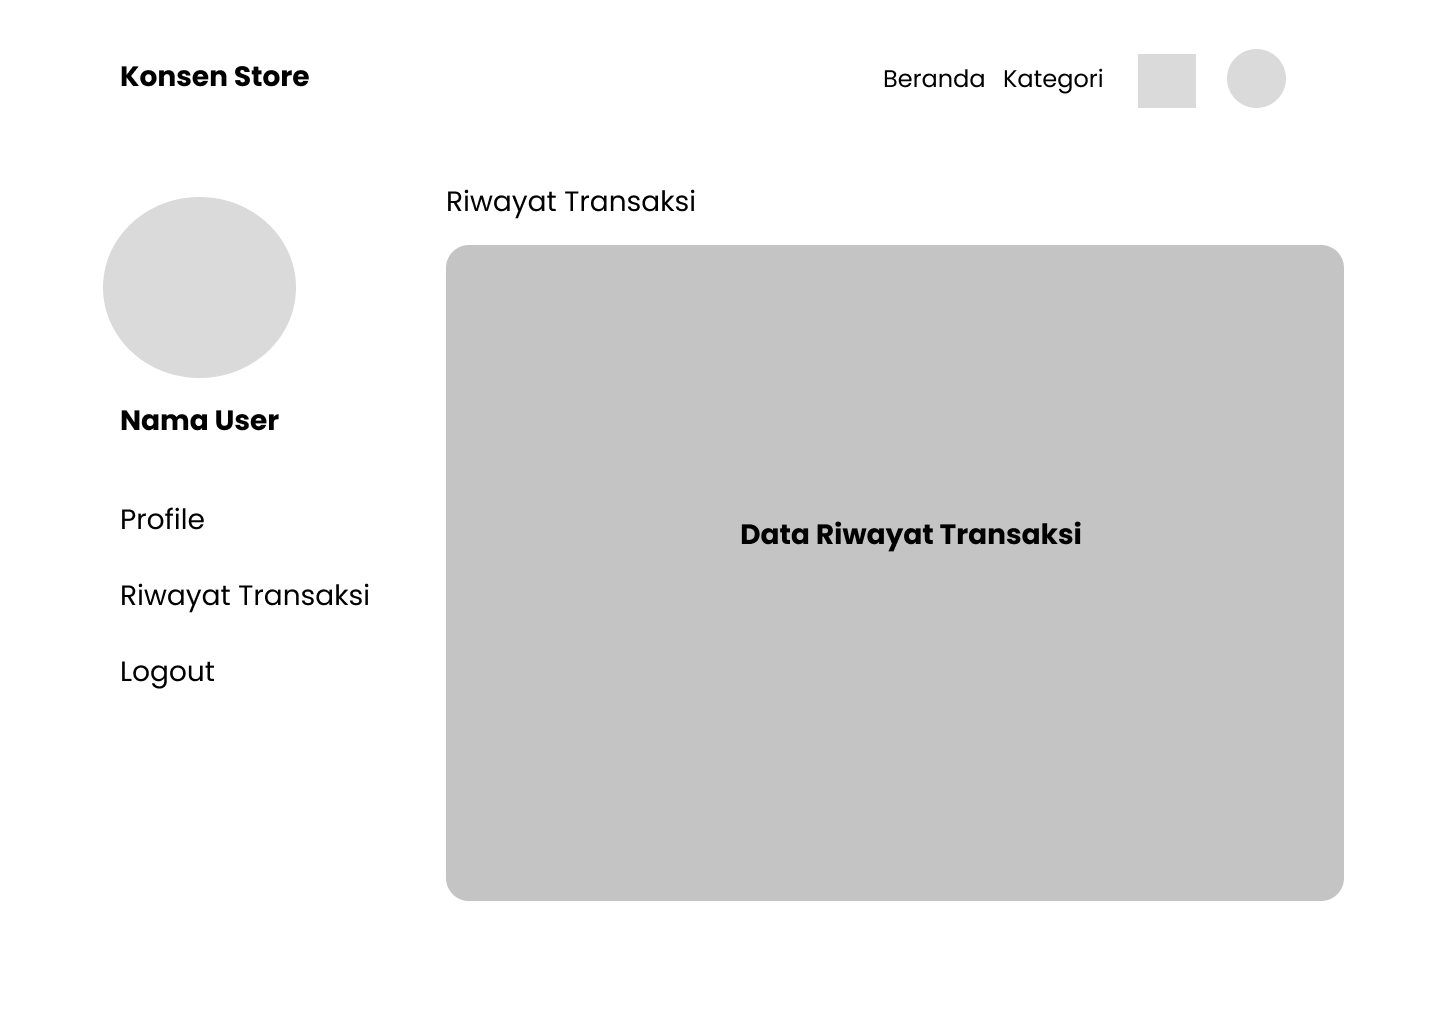 Konsen Store
Beranda Kategori
Riwayat Transaksi
Nama User
Profile
Riwayat Transaksi
Logout
Data Riwayat Transaksi